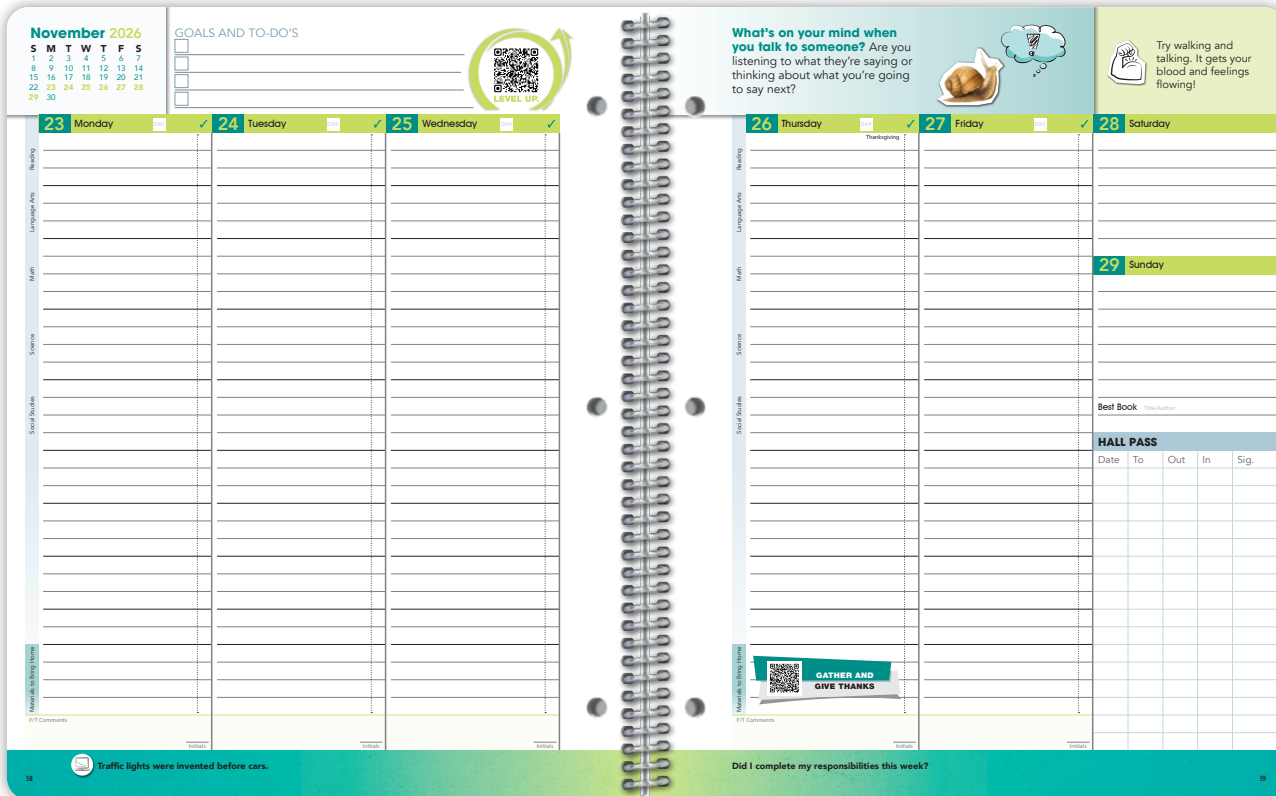 November 2026
S M T W T F S
1 2 3 4 5 6 7
8 9 10 11 12 13 14
15 16 17 18 19 20 21
22 23 24 25 26 27 28
29 30
GOALS AND TO-DO'S
LEVEL UP.
23 Monday DAY ✓
24 Tuesday DAY ✓
25 Wednesday DAY ✓
Reading
Language Arts
Math
Science
Social Studies
Materials to Bring Home
F/T Comments
Initials
Initials
Initials
Traffic lights were invented before cars.
58
What's on your mind when
you talk to someone? Are you
listening to what they're saying or
thinking about what you're going
to say next?
Try walking and
talking. It gets your
blood and feelings
flowing!
26 Thursday DAY ✓
Thanksgiving
27 Friday DAY ✓
28 Saturday
Reading
Language Arts
Math
Science
Social Studies
Materials to Bring Home
29 Sunday
Best Book Title/Author
HALL PASS
Date To Out In Sig.
GATHER AND
GIVE THANKS
F/T Comments
Initials
Initials
Did I complete my responsibilities this week?
59